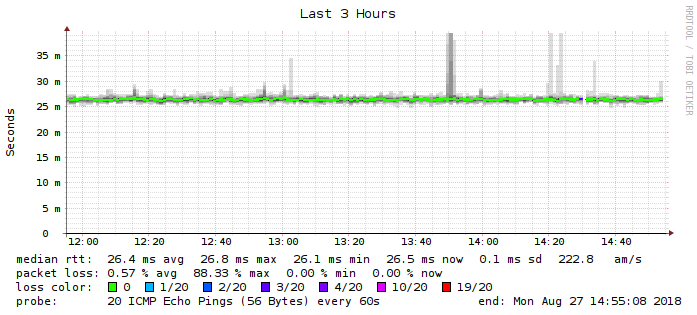 Last 3 Hours
RRDTOOL / TOBI OETIKER
Seconds
35 m
30 m
25 m
20 m
15 m
10 m
5 m
0
12:00 12:20 12:40 13:00 13:20 13:40 14:00 14:20 14:40
median rtt: 26.4 ms avg 26.8 ms max 26.1 ms min 26.5 ms now 0.1 ms sd 222.8 am/s
packet loss: 0.57 % avg 88.33 % max 0.00 % min 0.00 % now
loss color: 0 1/20 2/20 3/20 4/20 10/20 19/20
probe: 20 ICMP Echo Pings (56 Bytes) every 60s end: Mon Aug 27 14:55:08 2018